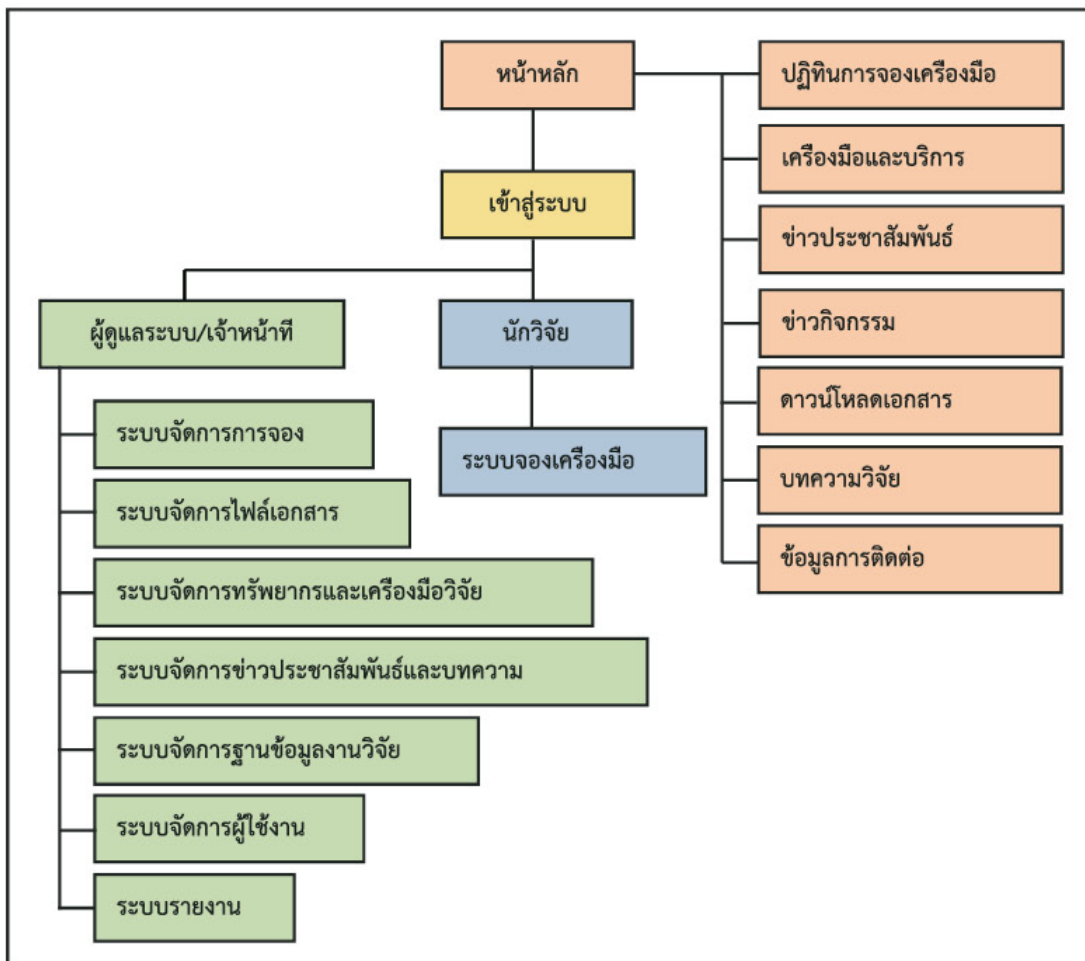 หน้าหลัก
เข้าสู่ระบบ
ผู้ดูแลระบบ/เจ้าหน้าที่
ระบบจัดการการจอง
ระบบจัดการไฟล์เอกสาร
ระบบจัดการทรัพยากรและเครื่องมือวิจัย
ระบบจัดการข่าวประชาสัมพันธ์และบทความ
ระบบจัดการฐานข้อมูลงานวิจัย
ระบบจัดการผู้ใช้งาน
ระบบรายงาน
นักวิจัย
ระบบจองเครื่องมือ
ปฏิทินการจองเครื่องมือ
เครื่องมือและบริการ
ข่าวประชาสัมพันธ์
ข่าวกิจกรรม
ดาวน์โหลดเอกสาร
บทความวิจัย
ข้อมูลการติดต่อ